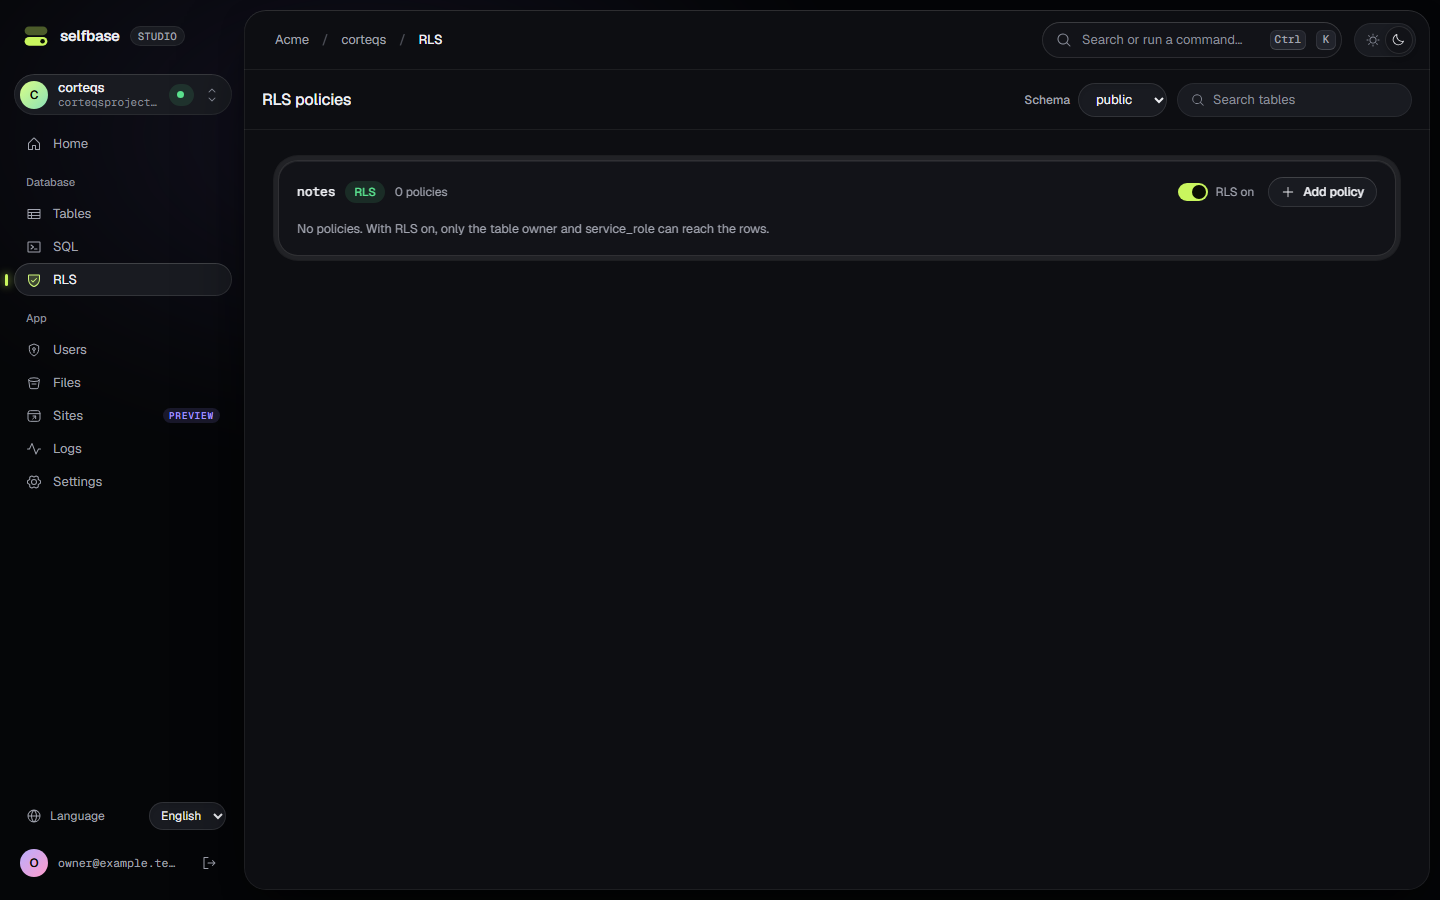 selfbase STUDIO
C corteqs
corteqsproject…
Home
Database
Tables
SQL
RLS
App
Users
Files
Sites PREVIEW
Logs
Settings
Language English
O owner@example.te…
Acme / corteqs / RLS
Search or run a command… Ctrl K
RLS policies
Schema public Search tables
notes RLS 0 policies RLS on Add policy
No policies. With RLS on, only the table owner and service_role can reach the rows.